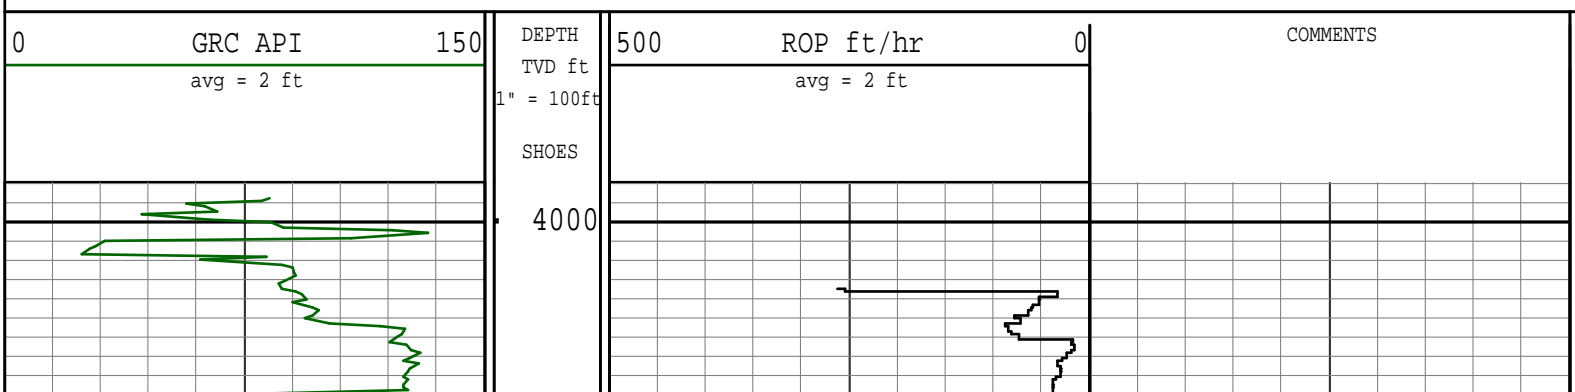 0 GRC API 150
avg = 2 ft
DEPTH
TVD ft
1" = 100ft
SHOES
500 ROP ft/hr 0
avg = 2 ft
COMMENTS
4000